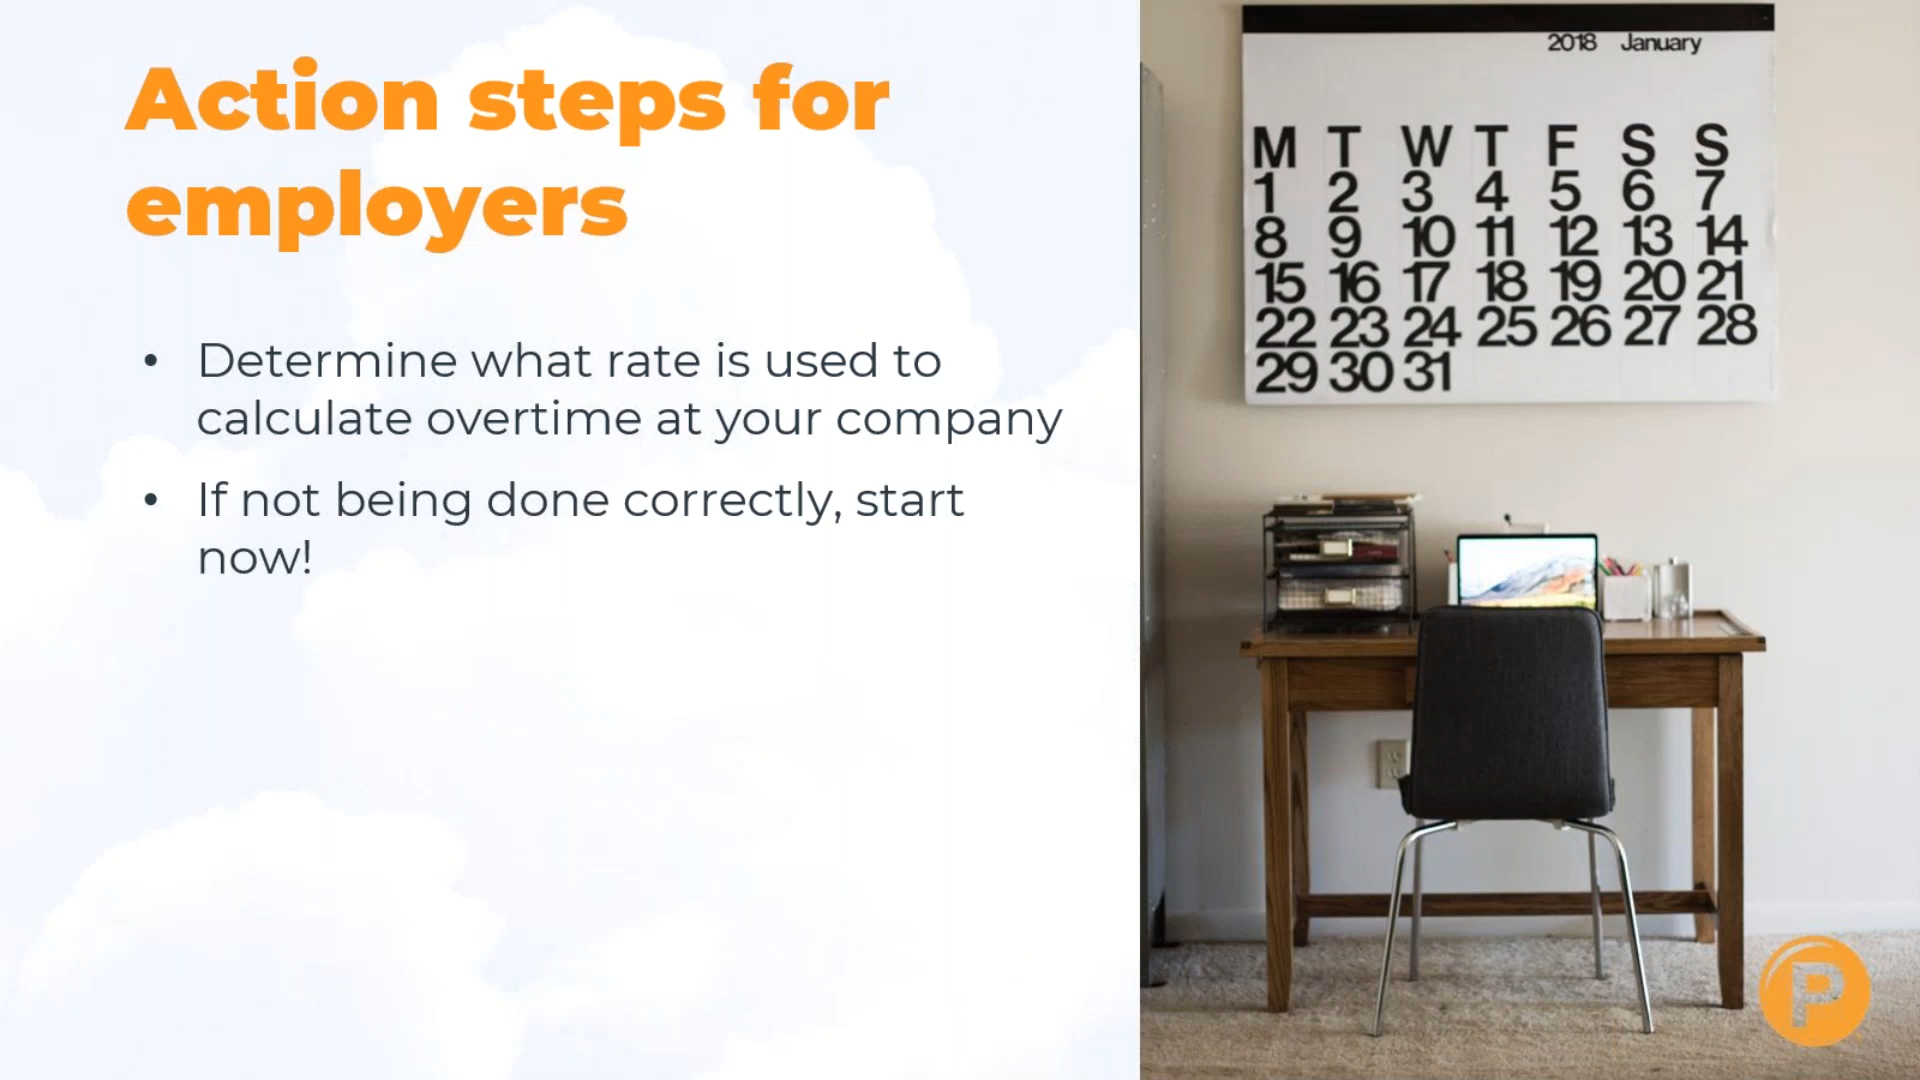 Action steps for
employers
• Determine what rate is used to
calculate overtime at your company
• If not being done correctly, start
now!
2018 January
M T W T F S S
1 2 3 4 5 6 7
8 9 10 11 12 13 14
15 16 17 18 19 20 21
22 23 24 25 26 27 28
29 30 31
P